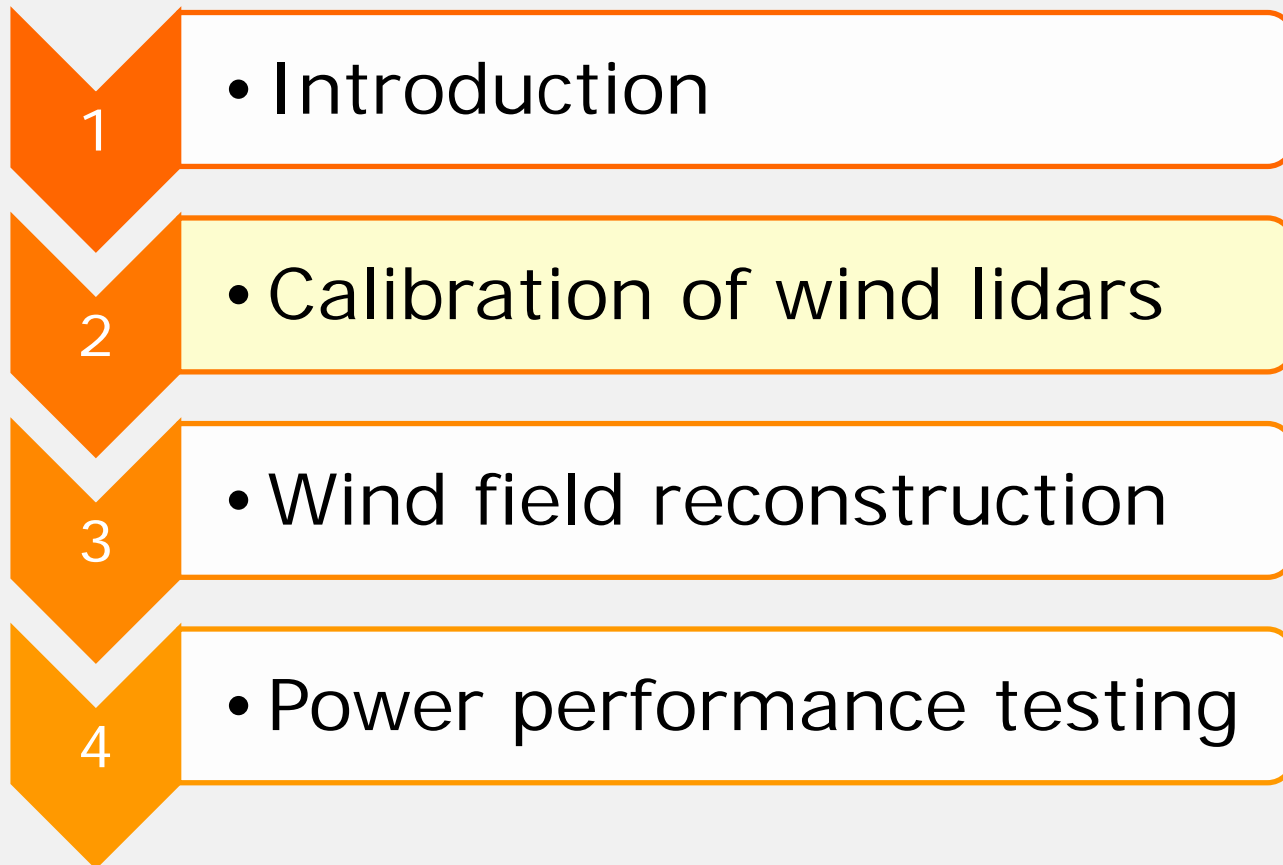 1 • Introduction
2 • Calibration of wind lidars
3 • Wind field reconstruction
4 • Power performance testing